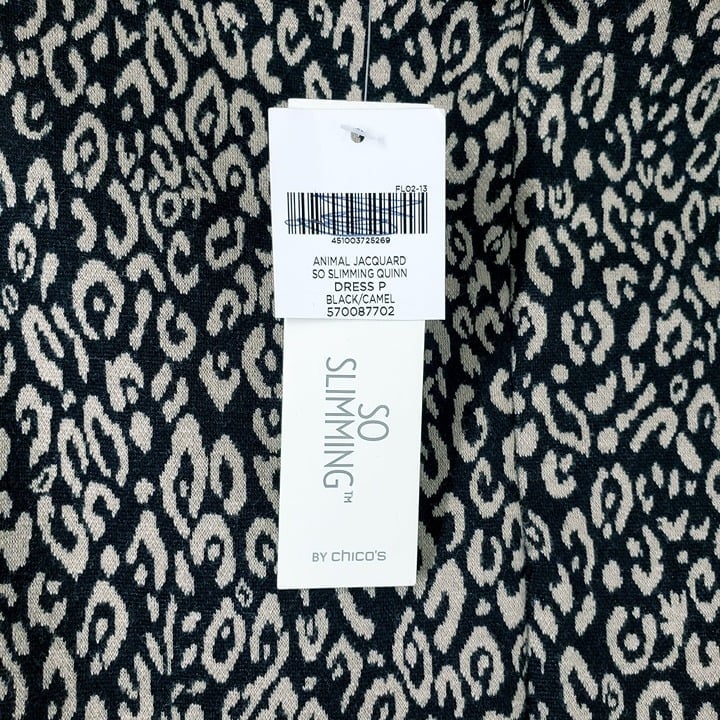 FL02-13
451003725269
ANIMAL JACQUARD
SO SLIMMING QUINN
DRESS P
BLACK/CAMEL
570087702
SO
SLIMMING™
BY chico's